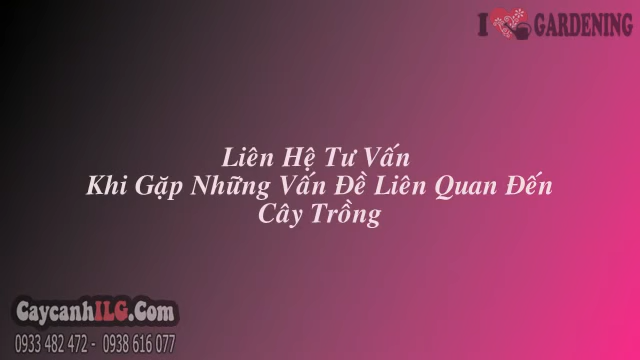 I GARDENING
Liên Hệ Tư Vấn
Khi Gặp Những Vấn Đề Liên Quan Đến
Cây Trồng
CaycanhILG.Com
0933 482 472 - 0938 616 077